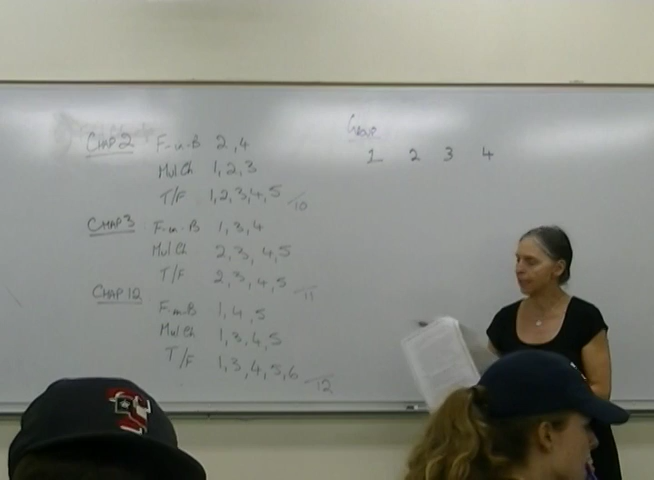 CHAP 2 F-in-B 2,4
Mul Ch 1,2,3
T/F 1,2,3,4,5 /10
CHAP 3 F-in-B 1,3,4
Mul Ch 2,3,4,5
T/F 2,3,4,5 /11
CHAP 12
F-in-B 1,4,5
Mul Ch 1,3,4,5
T/F 1,3,4,5,6 /12
Group
1 2 3 4